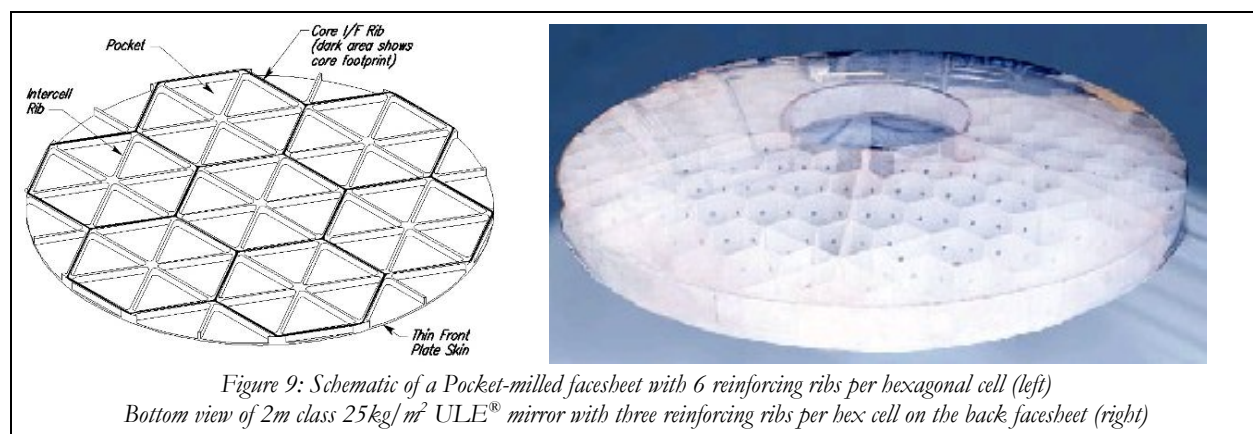 Pocket
Core I/F Rib
(dark area shows
core footprint)
Intercell
Rib
Thin Front
Plate Skin
Figure 9: Schematic of a Pocket-milled facesheet with 6 reinforcing ribs per hexagonal cell (left)
Bottom view of 2m class 25kg/m² ULE® mirror with three reinforcing ribs per hex cell on the back facesheet (right)